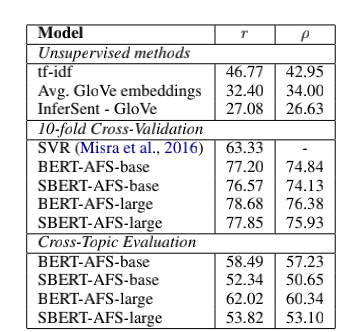 Model r ρ
Unsupervised methods
tf-idf 46.77 42.95
Avg. GloVe embeddings 32.40 34.00
InferSent - GloVe 27.08 26.63
10-fold Cross-Validation
SVR (Misra et al., 2016) 63.33 -
BERT-AFS-base 77.20 74.84
SBERT-AFS-base 76.57 74.13
BERT-AFS-large 78.68 76.38
SBERT-AFS-large 77.85 75.93
Cross-Topic Evaluation
BERT-AFS-base 58.49 57.23
SBERT-AFS-base 52.34 50.65
BERT-AFS-large 62.02 60.34
SBERT-AFS-large 53.82 53.10